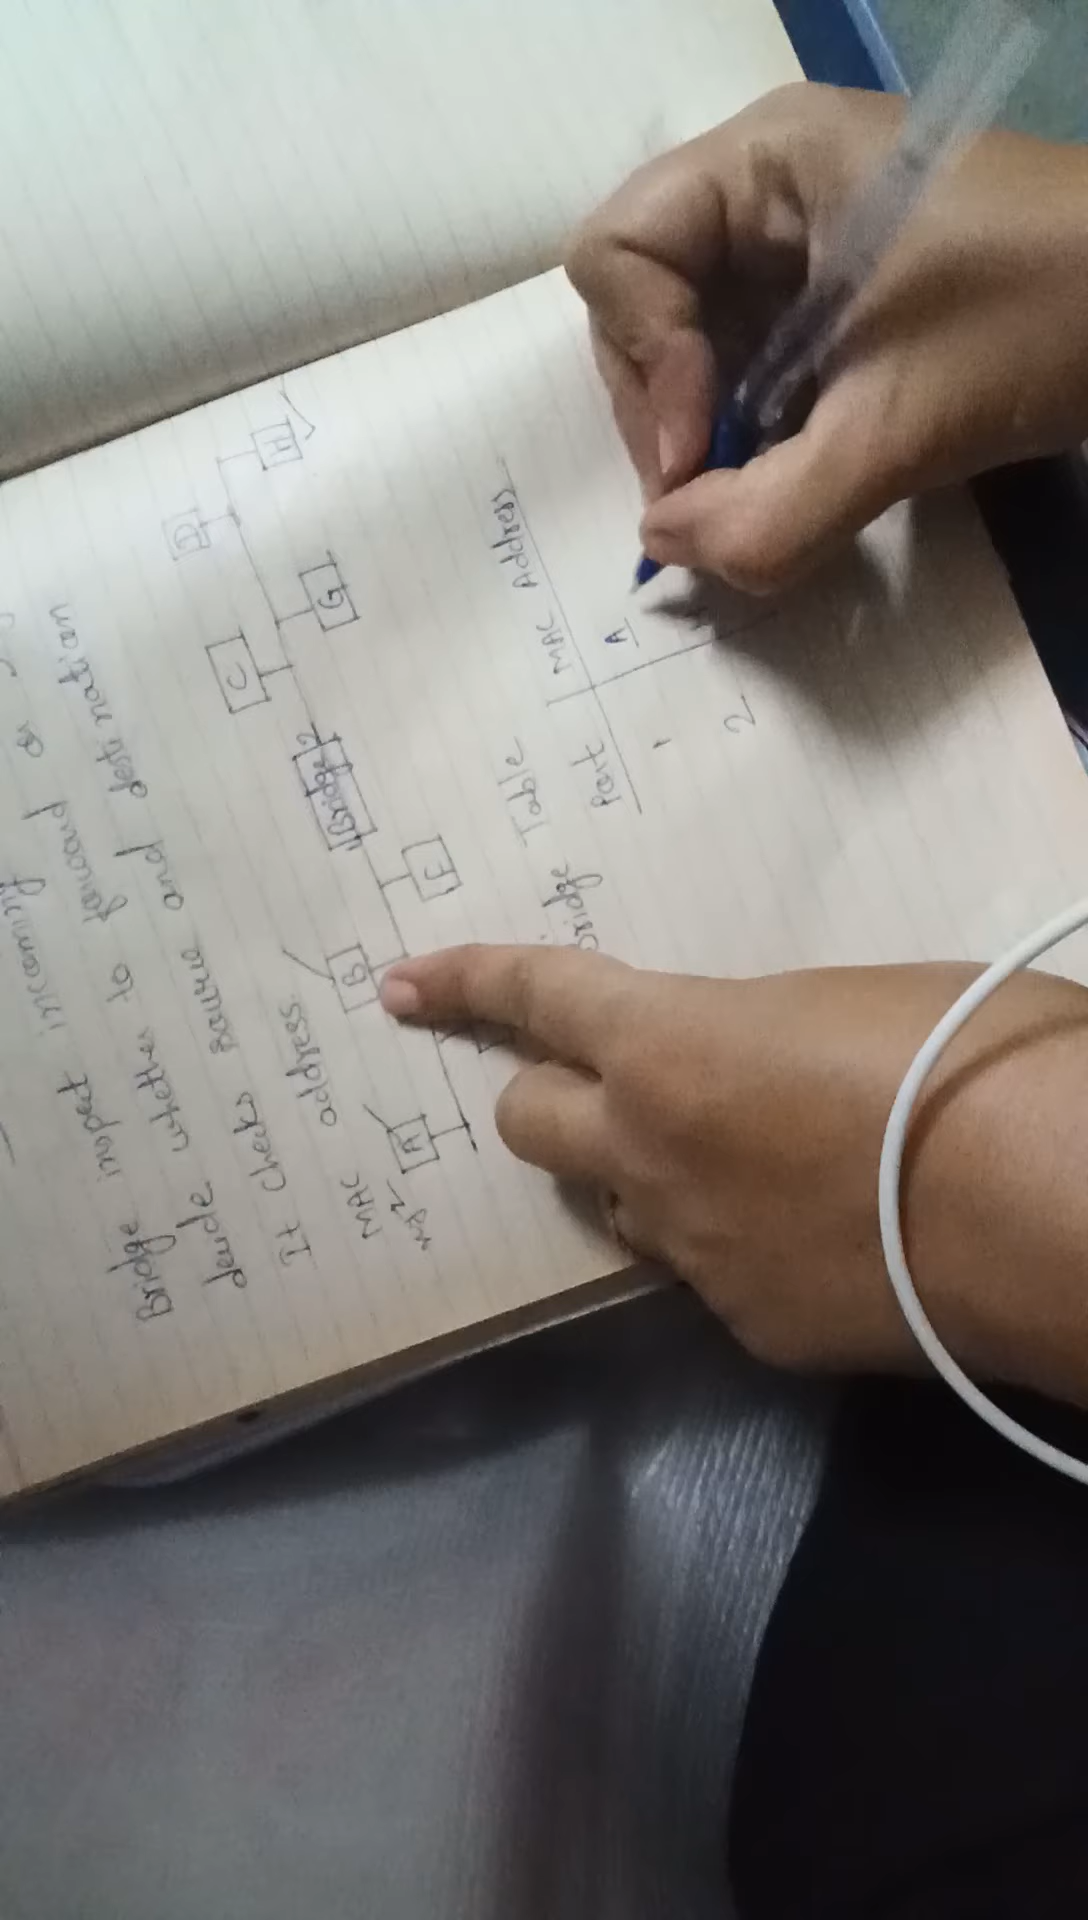 incoming
Bridge inspect incoming
decide whether to forward or
It checks source and destination
MAC address
A
B
E
Bridge
C
G
D
H
Bridge Table
Port MAC Address
1 A
2